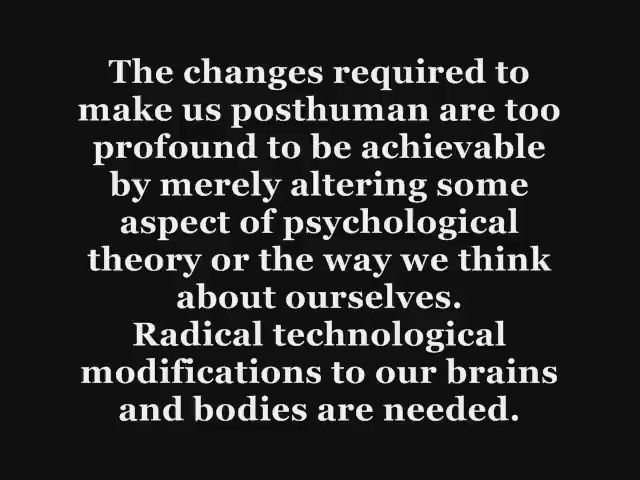 The changes required to
make us posthuman are too
profound to be achievable
by merely altering some
aspect of psychological
theory or the way we think
about ourselves.
Radical technological
modifications to our brains
and bodies are needed.